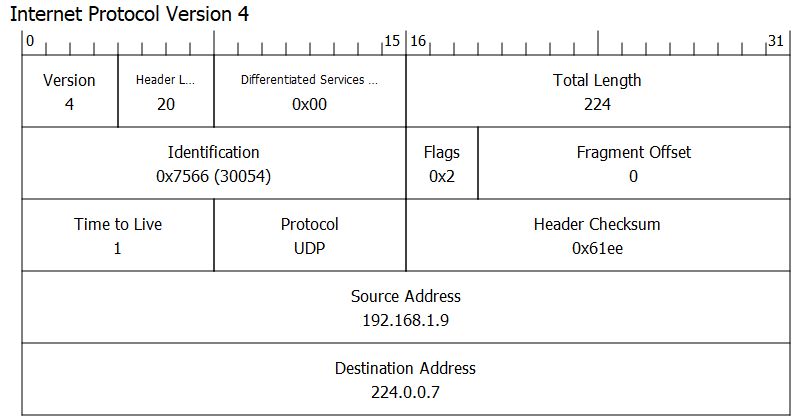 Internet Protocol Version 4
0 15 16 31
Version Header L... Differentiated Services ... Total Length
4 20 0x00 224
Identification Flags Fragment Offset
0x7566 (30054) 0x2 0
Time to Live Protocol Header Checksum
1 UDP 0x61ee
Source Address
192.168.1.9
Destination Address
224.0.0.7